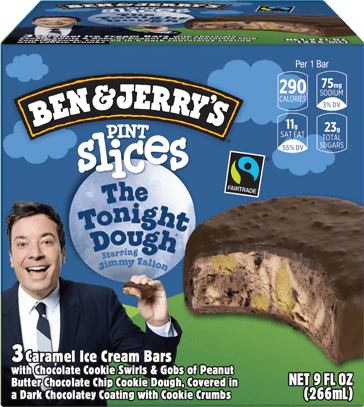 BEN & JERRY'S
PINT
slices
The
Tonight
Dough
Starring
Jimmy Fallon
Per 1 Bar
290
CALORIES
75mg
SODIUM
3% DV
11g
SAT FAT
55% DV
23g
TOTAL
SUGARS
FAIRTRADE
3 Caramel Ice Cream Bars
with Chocolate Cookie Swirls & Gobs of Peanut
Butter Chocolate Chip Cookie Dough, Covered in
a Dark Chocolatey Coating with Cookie Crumbs
NET 9 FL OZ
(266mL)